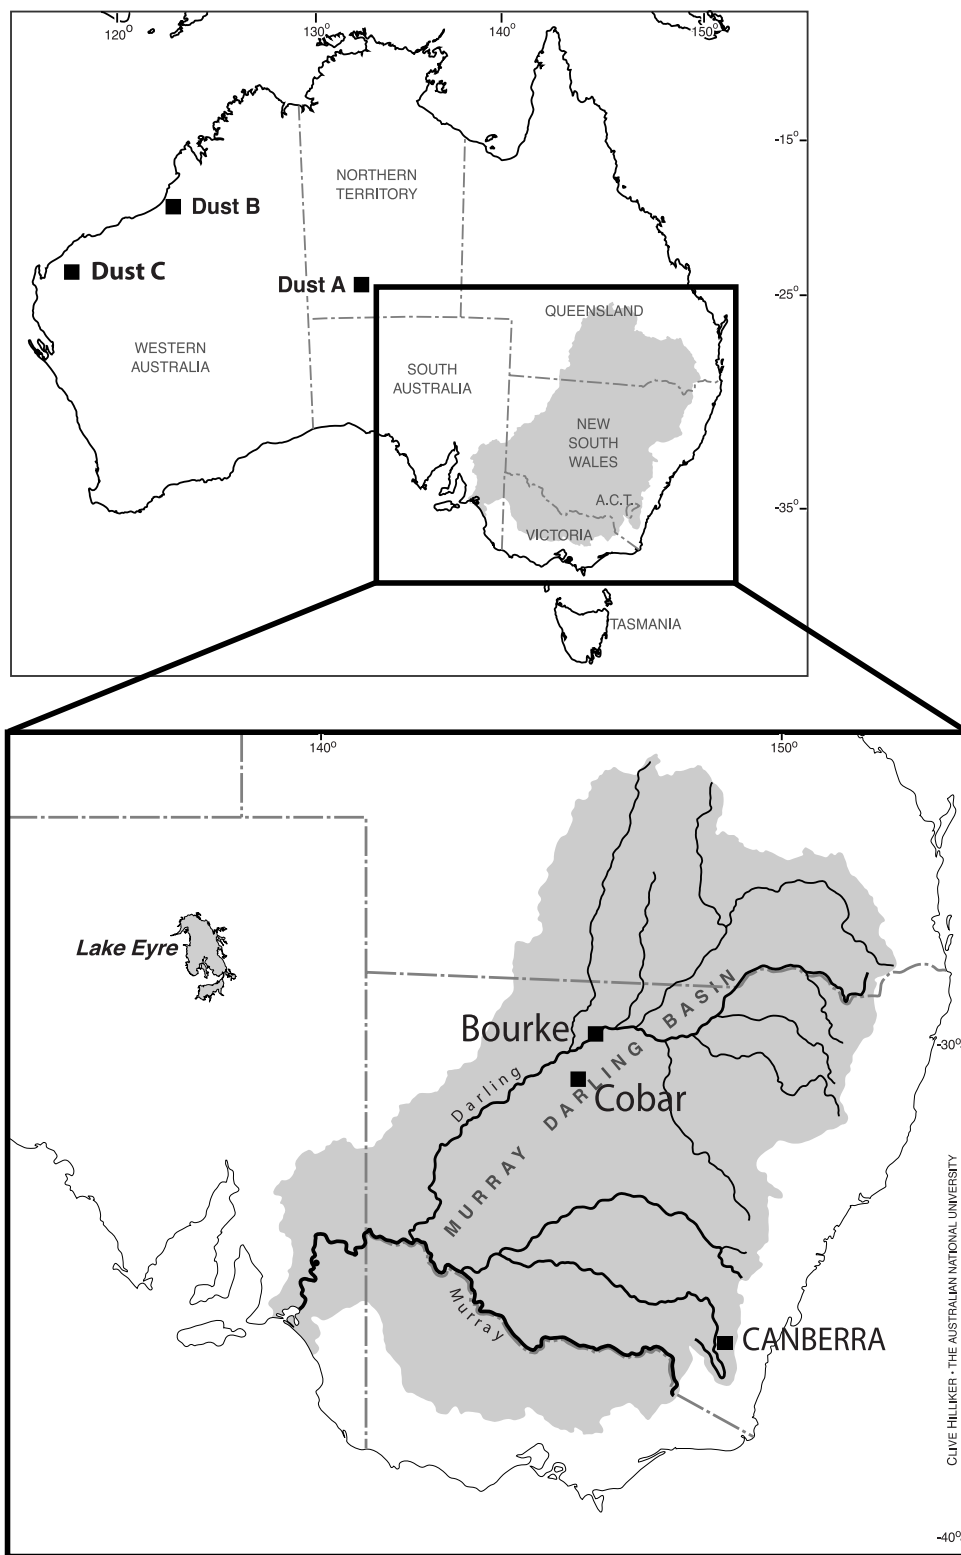 120°
130°
140°
150°
-15°
NORTHERN
TERRITORY
Dust B
Dust C
Dust A
-25°
QUEENSLAND
WESTERN
AUSTRALIA
SOUTH
AUSTRALIA
NEW
SOUTH
WALES
A.C.T.
-35°
VICTORIA
TASMANIA
140°
150°
Lake Eyre
Bourke
-30°
Darling
Cobar
MURRAY DARLING BASIN
Murray
CANBERRA
-40°
CLIVE HILLIKER • THE AUSTRALIAN NATIONAL UNIVERSITY